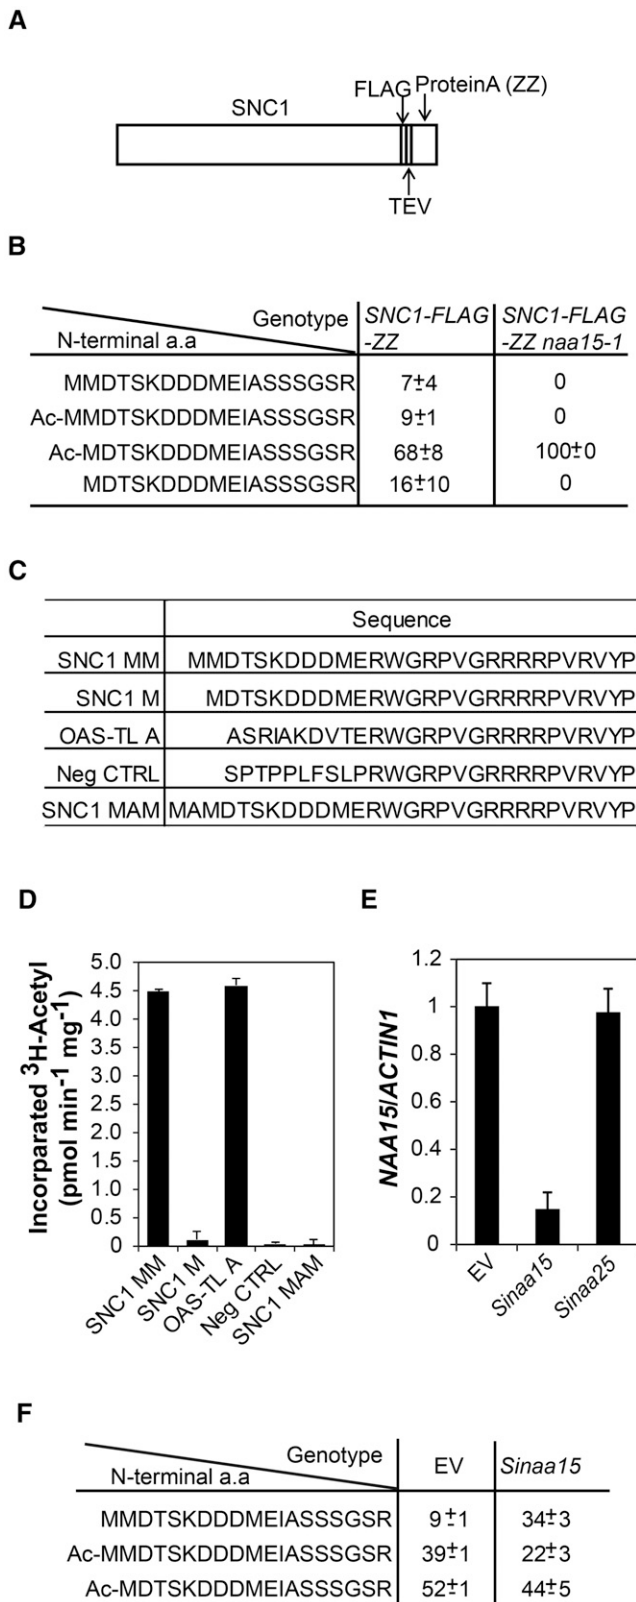 A
SNC1
FLAG
ProteinA (ZZ)
TEV
B
Genotype
N-terminal a.a
SNC1-FLAG
-ZZ
SNC1-FLAG
-ZZ naa15-1
MMDTSKDDDMEIASSSGSR 7±4 0
Ac-MMDTSKDDDMEIASSSGSR 9±1 0
Ac-MDTSKDDDMEIASSSGSR 68±8 100±0
MDTSKDDDMEIASSSGSR 16±10 0
C
Sequence
SNC1 MM MMDTSKDDDMERWGRPVGRRRRPVRVYP
SNC1 M MDTSKDDDMERWGRPVGRRRRPVRVYP
OAS-TL A ASRIAKDVTERWGRPVGRRRRPVRVYP
Neg CTRL SPTPPLFSLPRWGRPVGRRRRPVRVYP
SNC1 MAM MAMDTSKDDDMERWGRPVGRRRRPVRVYP
D
Incorparated ³H-Acetyl
(pmol min⁻¹ mg⁻¹)
5.0
4.5
4.0
3.5
3.0
2.5
2.0
1.5
1.0
0.5
0
SNC1 MM
SNC1 M
OAS-TL A
Neg CTRL
SNC1 MAM
E
NAA15/ACTIN1
1.2
1
0.8
0.6
0.4
0.2
0
EV
Sinaa15
Sinaa25
F
Genotype
N-terminal a.a
EV
Sinaa15
MMDTSKDDDMEIASSSGSR 9±1 34±3
Ac-MMDTSKDDDMEIASSSGSR 39±1 22±3
Ac-MDTSKDDDMEIASSSGSR 52±1 44±5